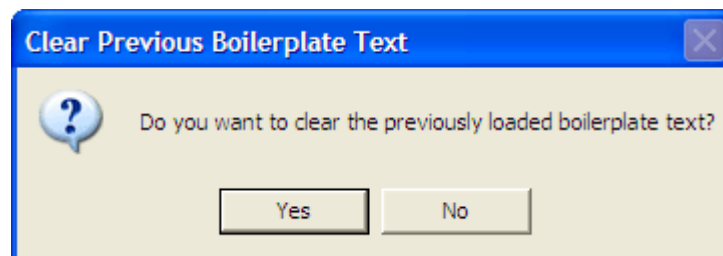 Clear Previous Boilerplate Text
Do you want to clear the previously loaded boilerplate text?
Yes
No